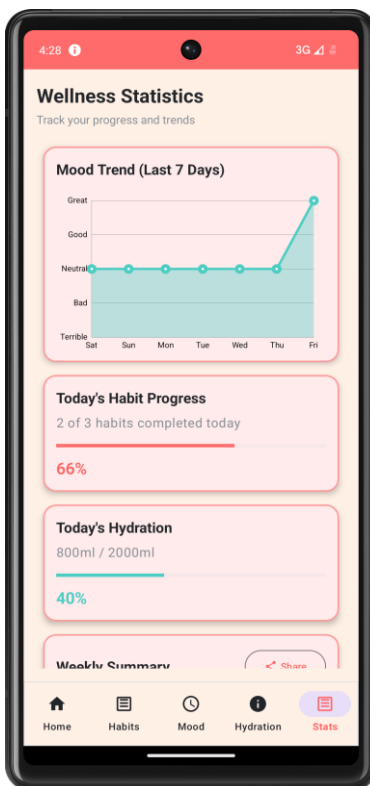 4:28
3G
Wellness Statistics
Track your progress and trends
Mood Trend (Last 7 Days)
Great
Good
Neutral
Bad
Terrible
Sat Sun Mon Tue Wed Thu Fri
Today's Habit Progress
2 of 3 habits completed today
66%
Today's Hydration
800ml / 2000ml
40%
Weekly Summary
Share
Home Habits Mood Hydration Stats